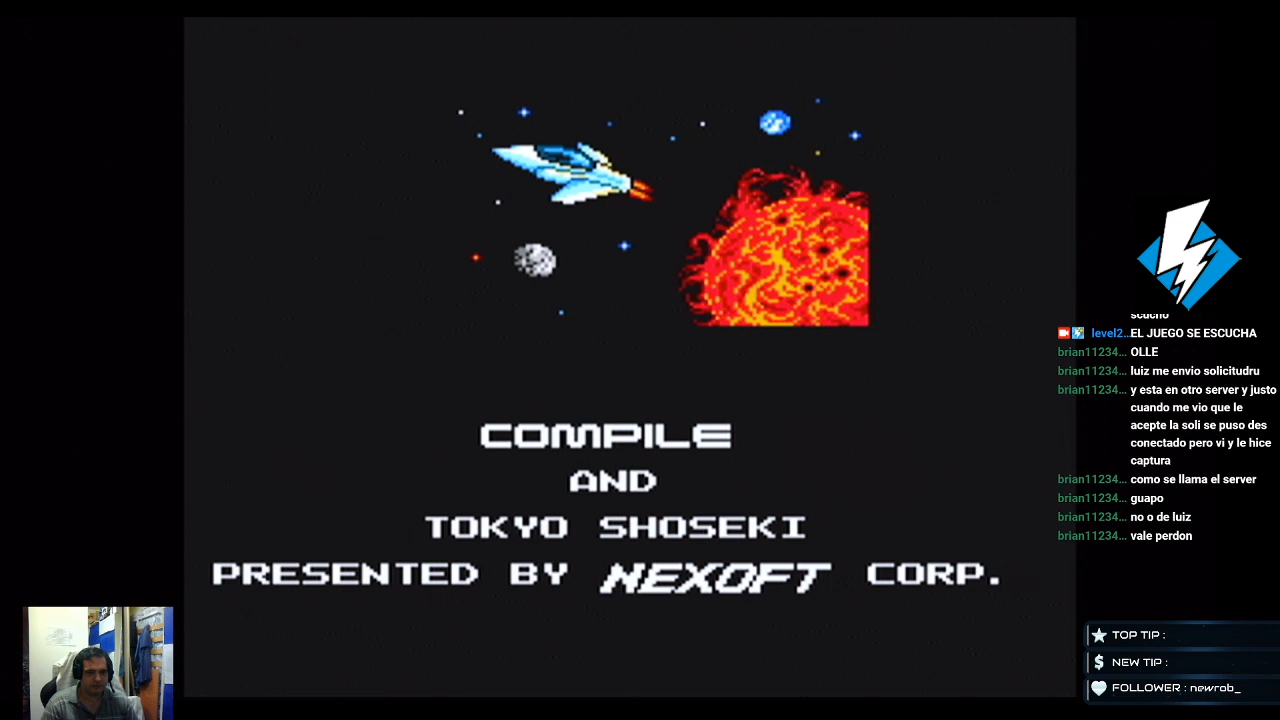 COMPILE
AND
TOKYO SHOSEKI
PRESENTED BY NEXOFT CORP.
scucho
level2... EL JUEGO SE ESCUCHA
brian11234... OLLE
brian11234... luiz me envio solicitudru
brian11234... y esta en otro server y justo
cuando me vio que le
acepte la soli se puso des
conectado pero vi y le hice
captura
brian11234... como se llama el server
brian11234... guapo
brian11234... no o de luiz
brian11234... vale perdon
TOP TIP :
NEW TIP :
FOLLOWER : newrob_